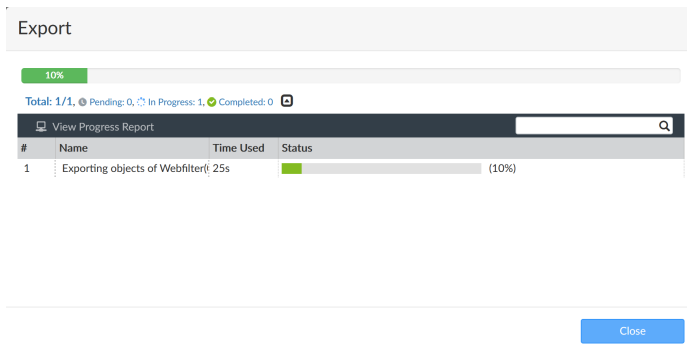 Export
10%
Total: 1/1, Pending: 0, In Progress: 1, Completed: 0
View Progress Report
# Name Time Used Status
1 Exporting objects of Webfilter( 25s (10%)
Close